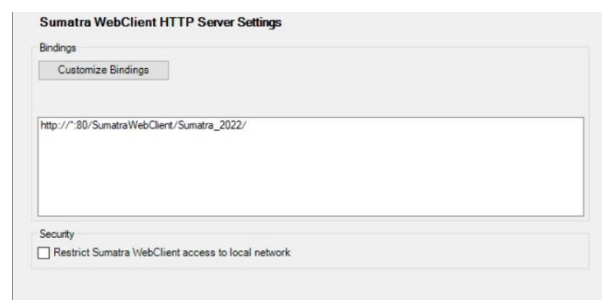 Sumatra WebClient HTTP Server Settings
Bindings
Customize Bindings
http://*:80/SumatraWebClient/Sumatra_2022/
Security
Restrict Sumatra WebClient access to local network